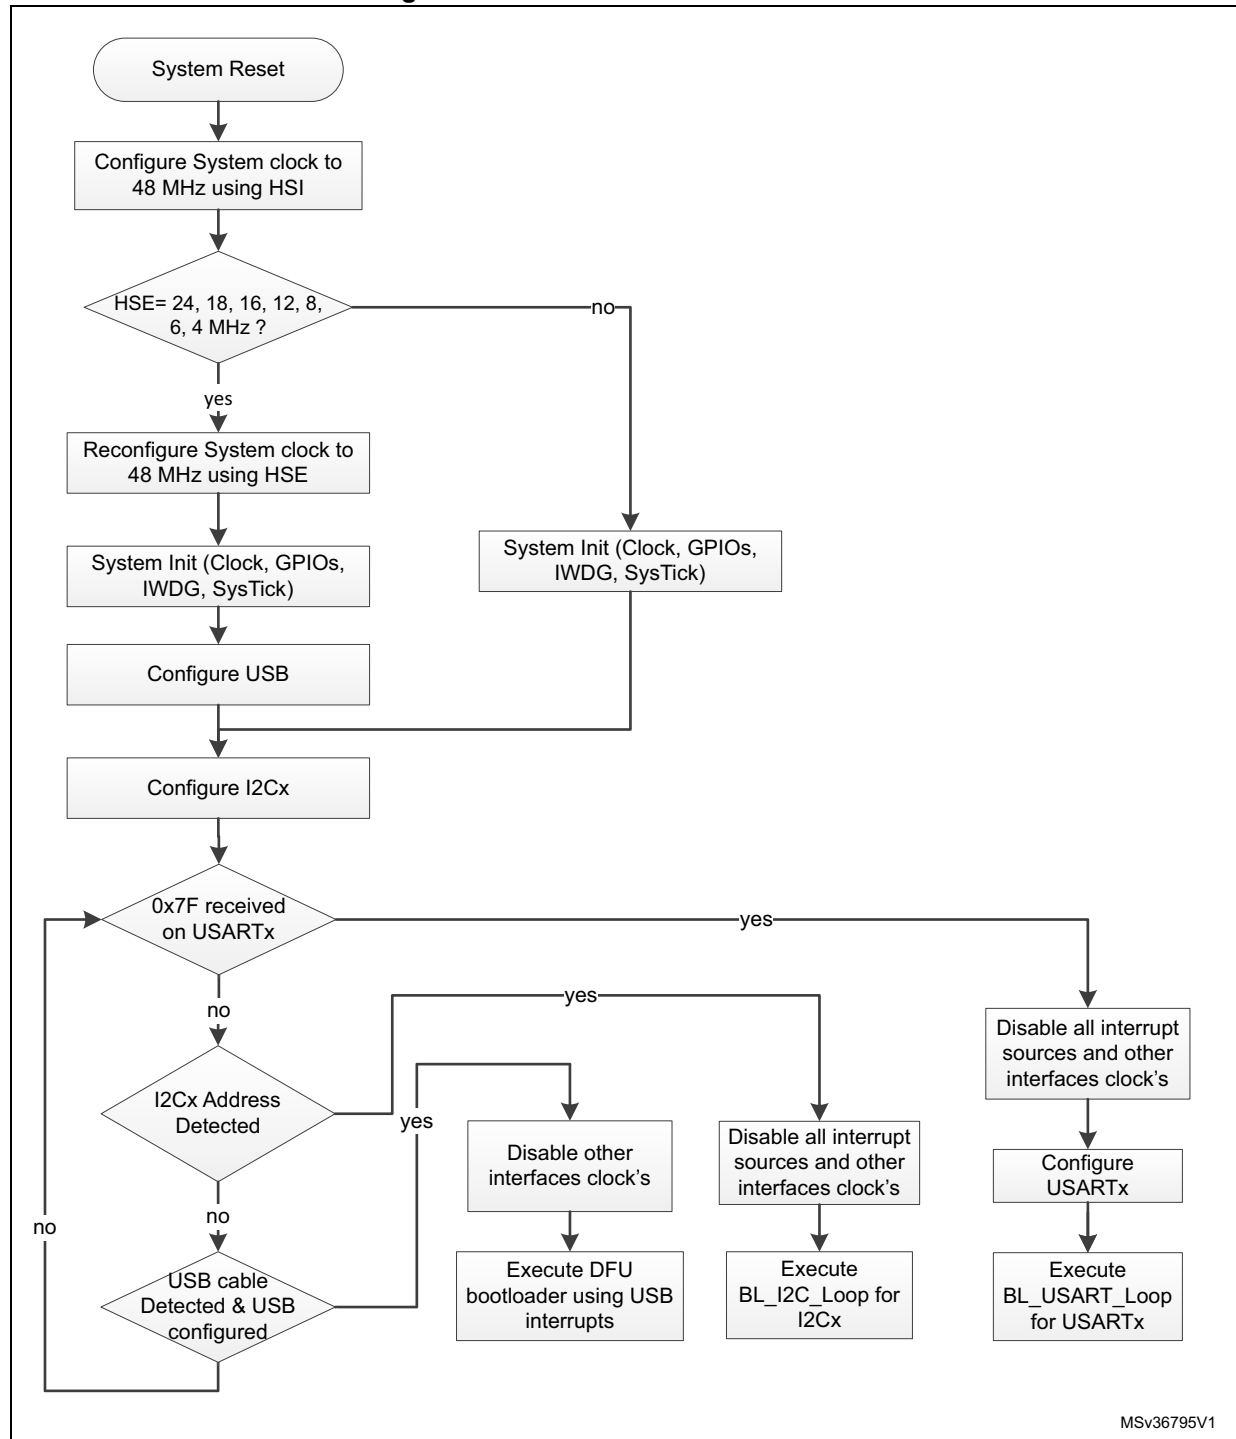 System Reset
Configure System clock to
48 MHz using HSI
HSE= 24, 18, 16, 12, 8,
6, 4 MHz ?
no
yes
Reconfigure System clock to
48 MHz using HSE
System Init (Clock, GPIOs,
IWDG, SysTick)
System Init (Clock, GPIOs,
IWDG, SysTick)
Configure USB
Configure I2Cx
0x7F received
on USARTx
yes
no
yes
Disable all interrupt
sources and other
interfaces clock's
I2Cx Address
Detected
yes
Disable other
interfaces clock's
Disable all interrupt
sources and other
interfaces clock's
Configure
USARTx
no
no
USB cable
Detected & USB
configured
Execute DFU
bootloader using USB
interrupts
Execute
BL_I2C_Loop for
I2Cx
Execute
BL_USART_Loop
for USARTx
MSv36795V1